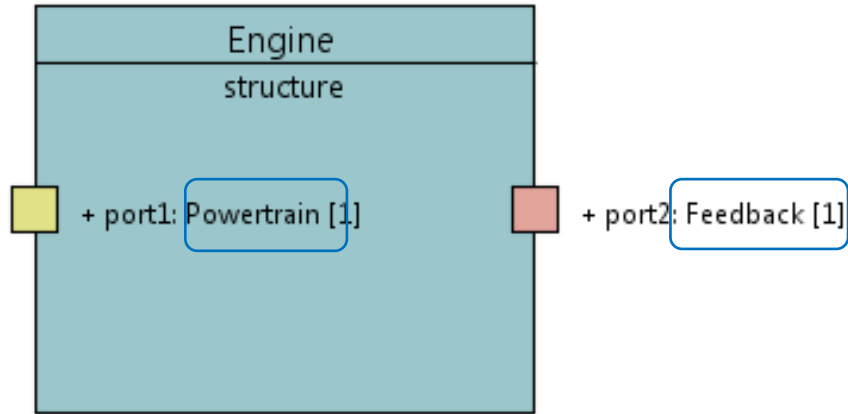 Engine
structure
+ port1: Powertrain [1]
+ port2: Feedback [1]